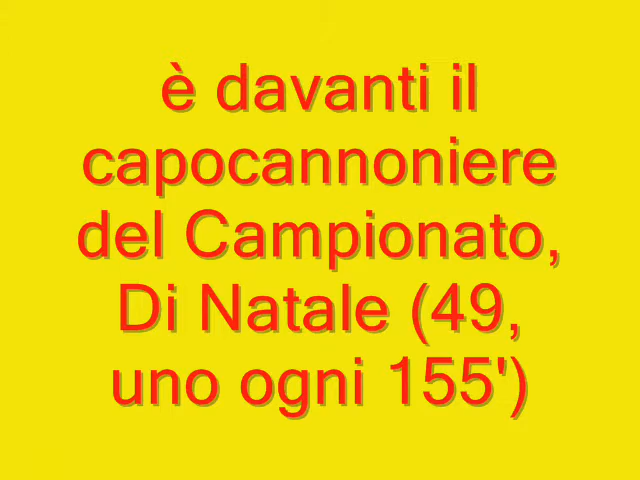 è davanti il
capocannoniere
del Campionato,
Di Natale (49,
uno ogni 155')